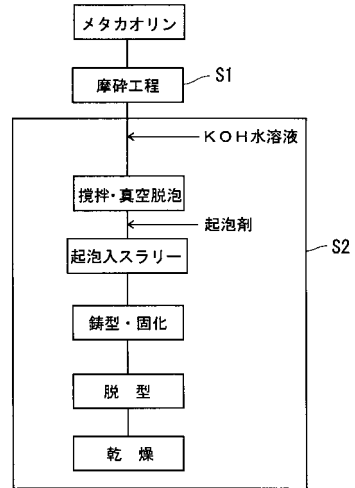 メタカオリン
摩砕工程
S1
KOH水溶液
撹拌・真空脱泡
起泡剤
起泡入スラリー
S2
鋳型・固化
脱 型
乾 燥